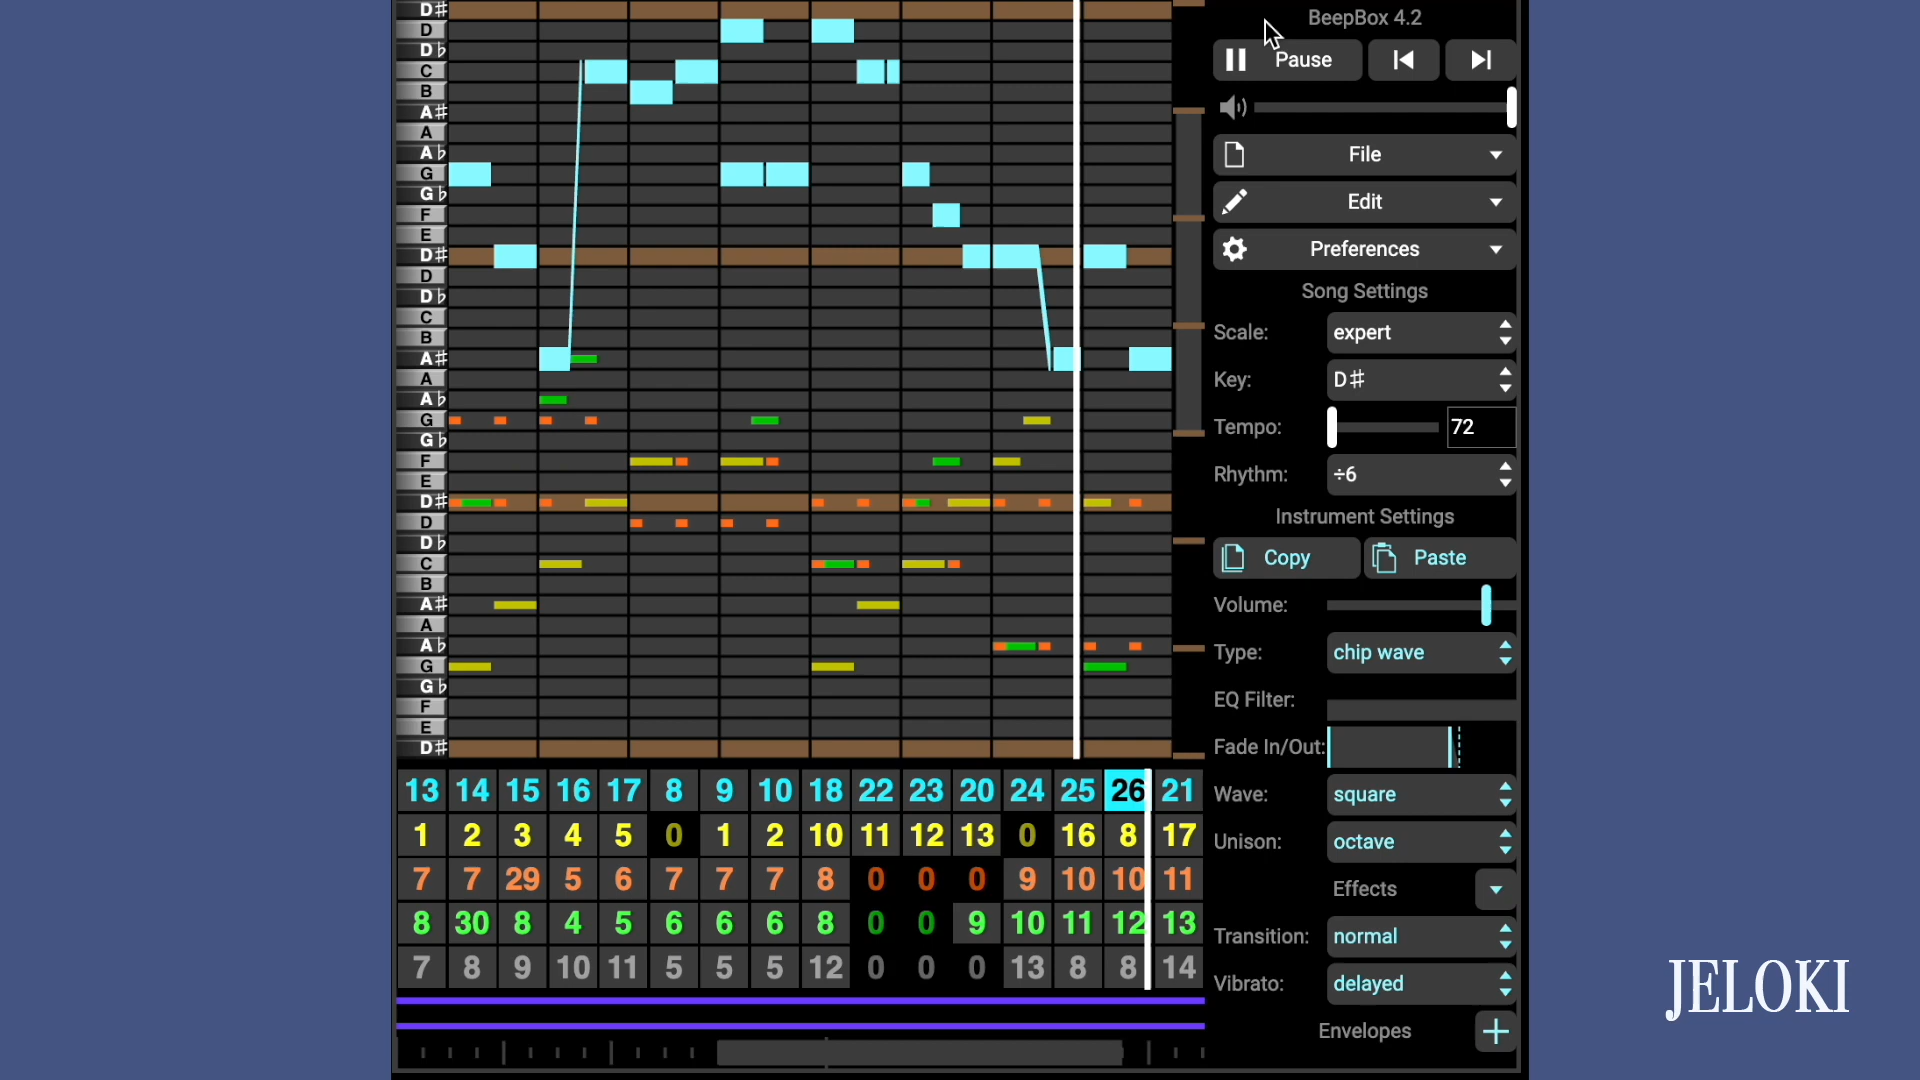 D♯
D
D♭
C
B
A♯
A
A♭
G
G♭
F
E
D♯
D
D♭
C
B
A♯
A
A♭
G
G♭
F
E
D♯
D
D♭
C
B
A♯
A
A♭
G
G♭
F
E
D♯
13 14 15 16 17 8 9 10 18 22 23 20 24 25 26 21
1 2 3 4 5 0 1 2 10 11 12 13 0 16 8 17
7 7 29 5 6 7 7 7 8 0 0 0 9 10 10 11
8 30 8 4 5 6 6 6 8 0 0 9 10 11 12 13
7 8 9 10 11 5 5 5 12 0 0 0 13 8 8 14
BeepBox 4.2
Pause
File
Edit
Preferences
Song Settings
Scale: expert
Key: D♯
Tempo: 72
Rhythm: ÷6
Instrument Settings
Copy Paste
Volume:
Type: chip wave
EQ Filter:
Fade In/Out:
Wave: square
Unison: octave
Effects
Transition: normal
Vibrato: delayed
Envelopes
JELOKI